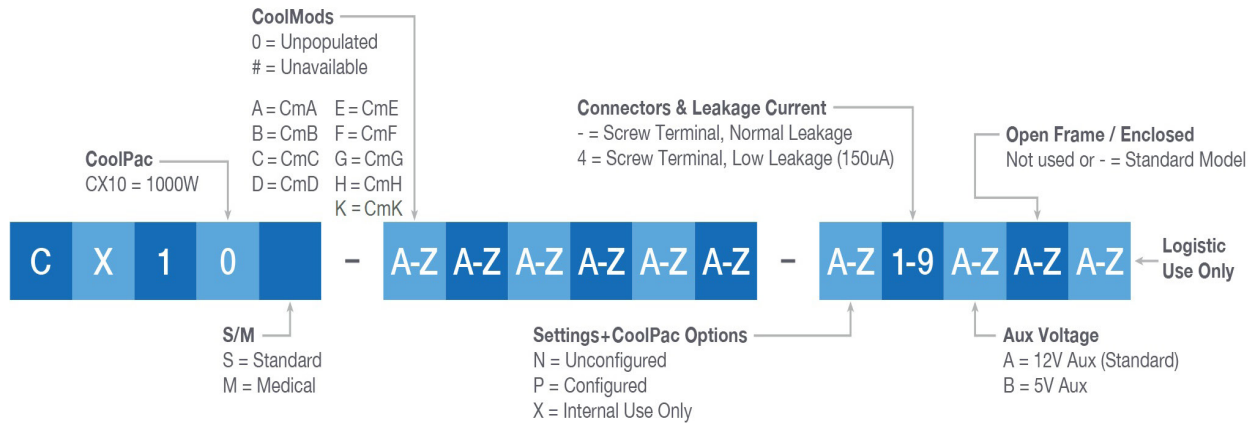 CoolMods
0 = Unpopulated
# = Unavailable
A = CmA E = CmE
B = CmB F = CmF
C = CmC G = CmG
D = CmD H = CmH
K = CmK
CoolPac
CX10 = 1000W
Connectors & Leakage Current
- = Screw Terminal, Normal Leakage
4 = Screw Terminal, Low Leakage (150uA)
Open Frame / Enclosed
Not used or - = Standard Model
C X 1 0 - A-Z A-Z A-Z A-Z A-Z A-Z - A-Z 1-9 A-Z A-Z A-Z
Logistic
Use Only
S/M
S = Standard
M = Medical
Settings+CoolPac Options
N = Unconfigured
P = Configured
X = Internal Use Only
Aux Voltage
A = 12V Aux (Standard)
B = 5V Aux